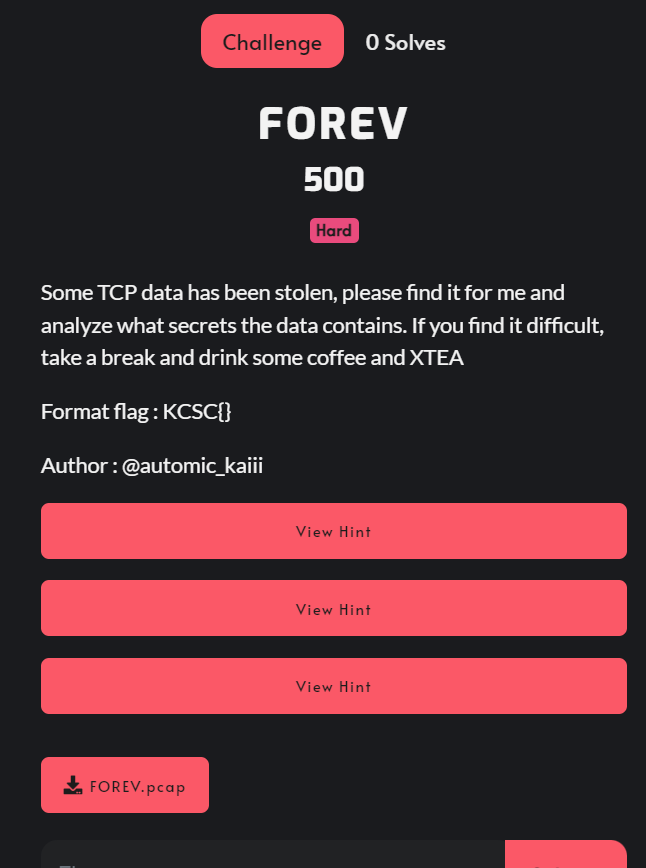 Challenge
0 Solves
FOREV
500
Hard
Some TCP data has been stolen, please find it for me and
analyze what secrets the data contains. If you find it difficult,
take a break and drink some coffee and XTEA
Format flag : KCSC{}
Author : @automic_kaiii
View Hint
View Hint
View Hint
FOREV.pcap